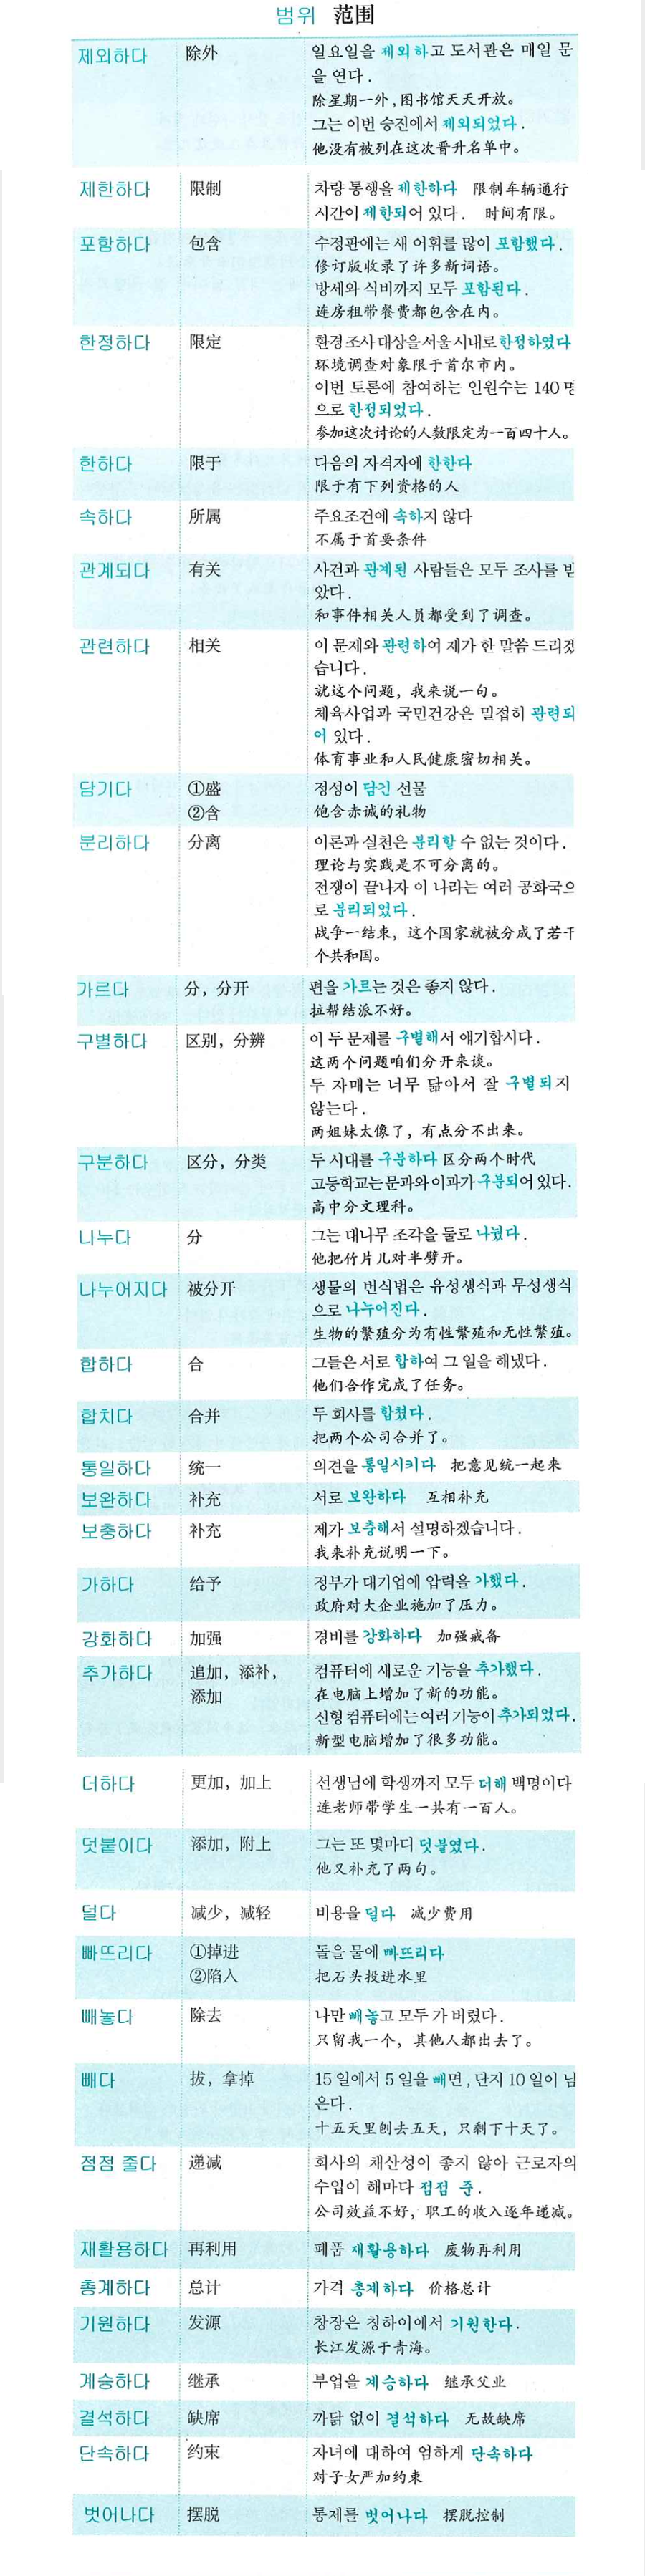 범위 范围
제외하다 除外 일요일을 제외하고 도서관은 매일 문
을 연다.
除星期一外,图书馆天天开放。
그는 이번 승진에서 제외되었다.
他没有被列在这次晋升名单中。
제한하다 限制 차량 통행을 제한하다 限制车辆通行
시간이 제한되어 있다. 时间有限。
포함하다 包含 수정판에는 새 어휘를 많이 포함했다.
修订版收录了许多新词语。
방세와 식비까지 모두 포함된다.
连房租带餐费都包含在内。
한정하다 限定 환경 조사 대상을 서울 시내로 한정하였다
环境调查对象限于首尔市内。
이번 토론에 참여하는 인원수는 140 명
으로 한정되었다.
参加这次讨论的人数限定为一百四十人。
한하다 限于 다음의 자격자에 한한다
限于有下列资格的人
속하다 所属 주요조건에 속하지 않다
不属于首要条件
관계되다 有关 사건과 관계된 사람들은 모두 조사를 받
았다.
和事件相关人员都受到了调查。
관련하다 相关 이 문제와 관련하여 제가 한 말씀 드리겠
습니다.
就这个问题，我来说一句。
체육사업과 국민건강은 밀접히 관련되
어 있다.
体育事业和人民健康密切相关。
담기다 ①盛 정성이 담긴 선물
②含 饱含赤诚的礼物
분리하다 分离 이론과 실천은 분리할 수 없는 것이다.
理论与实践是不可分离的。
전쟁이 끝나자 이 나라는 여러 공화국으
로 분리되었다.
战争一结束，这个国家就被分成了若干
个共和国。
가르다 分，分开 편을 가르는 것은 좋지 않다.
拉帮结派不好。
구별하다 区别，分辨 이 두 문제를 구별해서 얘기합시다.
这两个问题咱们分开来谈。
두 자매는 너무 닮아서 잘 구별되지
않는다.
两姐妹太像了，有点分不出来。
구분하다 区分，分类 두 시대를 구분하다 区分两个时代
고등학교는 문과와 이과가 구분되어 있다.
高中分文理科。
나누다 分 그는 대나무 조각을 둘로 나눴다.
他把竹片儿对半劈开。
나누어지다 被分开 생물의 번식법은 유성생식과 무성생식
으로 나누어진다.
生物的繁殖分为有性繁殖和无性繁殖。
합하다 合 그들은 서로 합하여 그 일을 해냈다.
他们合作完成了任务。
합치다 合并 두 회사를 합쳤다.
把两个公司合并了。
통일하다 统一 의견을 통일시키다 把意见统一起来
보완하다 补充 서로 보완하다 互相补充
보충하다 补充 제가 보충해서 설명하겠습니다.
我来补充说明一下。
가하다 给予 정부가 대기업에 압력을 가했다.
政府对大企业施加了压力。
강화하다 加强 경비를 강화하다 加强戒备
추가하다 追加，添补， 컴퓨터에 새로운 기능을 추가했다.
添加 在电脑上增加了新的功能。
신형 컴퓨터에는 여러 기능이 추가되었다.
新型电脑增加了很多功能。
더하다 更加，加上 선생님에 학생까지 모두 더해 백명이다
连老师带学生一共有一百人。
덧붙이다 添加，附上 그는 또 몇마디 덧붙였다.
他又补充了两句。
덜다 减少，减轻 비용을 덜다 减少费用
빠뜨리다 ①掉进 돌을 물에 빠뜨리다
②陷入 把石头投进水里
빼놓다 除去 나만 빼놓고 모두 가 버렸다.
只留我一个，其他人都出去了。
빼다 拔，拿掉 15 일에서 5 일을 빼면,단지 10 일이 남
은다.
十五天里刨去五天，只剩下十天了。
점점 줄다 递减 회사의 채산성이 좋지 않아 근로자의
수입이 해마다 점점 준.
公司效益不好，职工的收入逐年递减。
재활용하다 再利用 폐품 재활용하다 废物再利用
총계하다 总计 가격 총계하다 价格总计
기원하다 发源 창장은 칭하이에서 기원한다.
长江发源于青海。
계승하다 继承 부업을 계승하다 继承父业
결석하다 缺席 까닭 없이 결석하다 无故缺席
단속하다 约束 자녀에 대하여 엄하게 단속하다
对子女严加约束
벗어나다 摆脱 통제를 벗어나다 摆脱控制